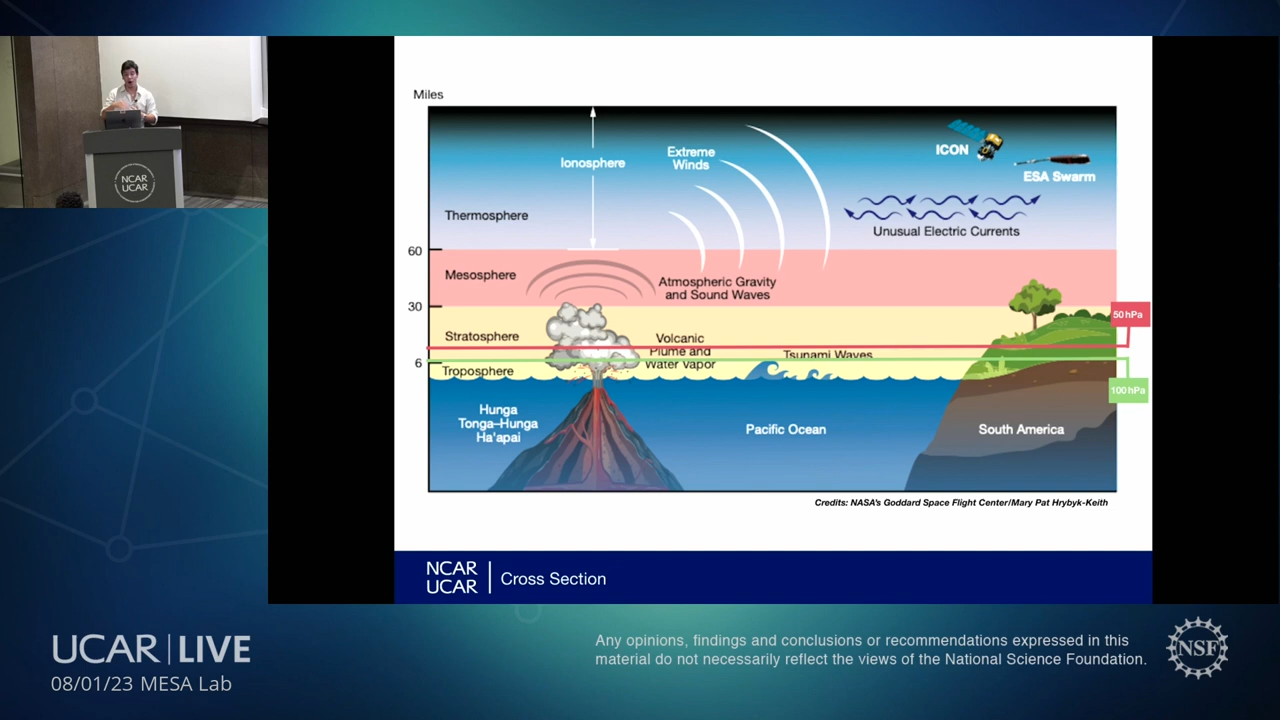 NCAR
UCAR
Miles
Ionosphere
Extreme
Winds
ICON
ESA Swarm
Thermosphere
Unusual Electric Currents
60
Mesosphere
Atmospheric Gravity
and Sound Waves
30
50 hPa
Stratosphere
Volcanic
Plume and
Water Vapor
Tsunami Waves
6
Troposphere
100 hPa
Hunga
Tonga–Hunga
Ha'apai
Pacific Ocean
South America
Credits: NASA's Goddard Space Flight Center/Mary Pat Hrybyk-Keith
NCAR
UCAR
Cross Section
UCAR | LIVE
08/01/23 MESA Lab
Any opinions, findings and conclusions or recommendations expressed in this
material do not necessarily reflect the views of the National Science Foundation.
NSF